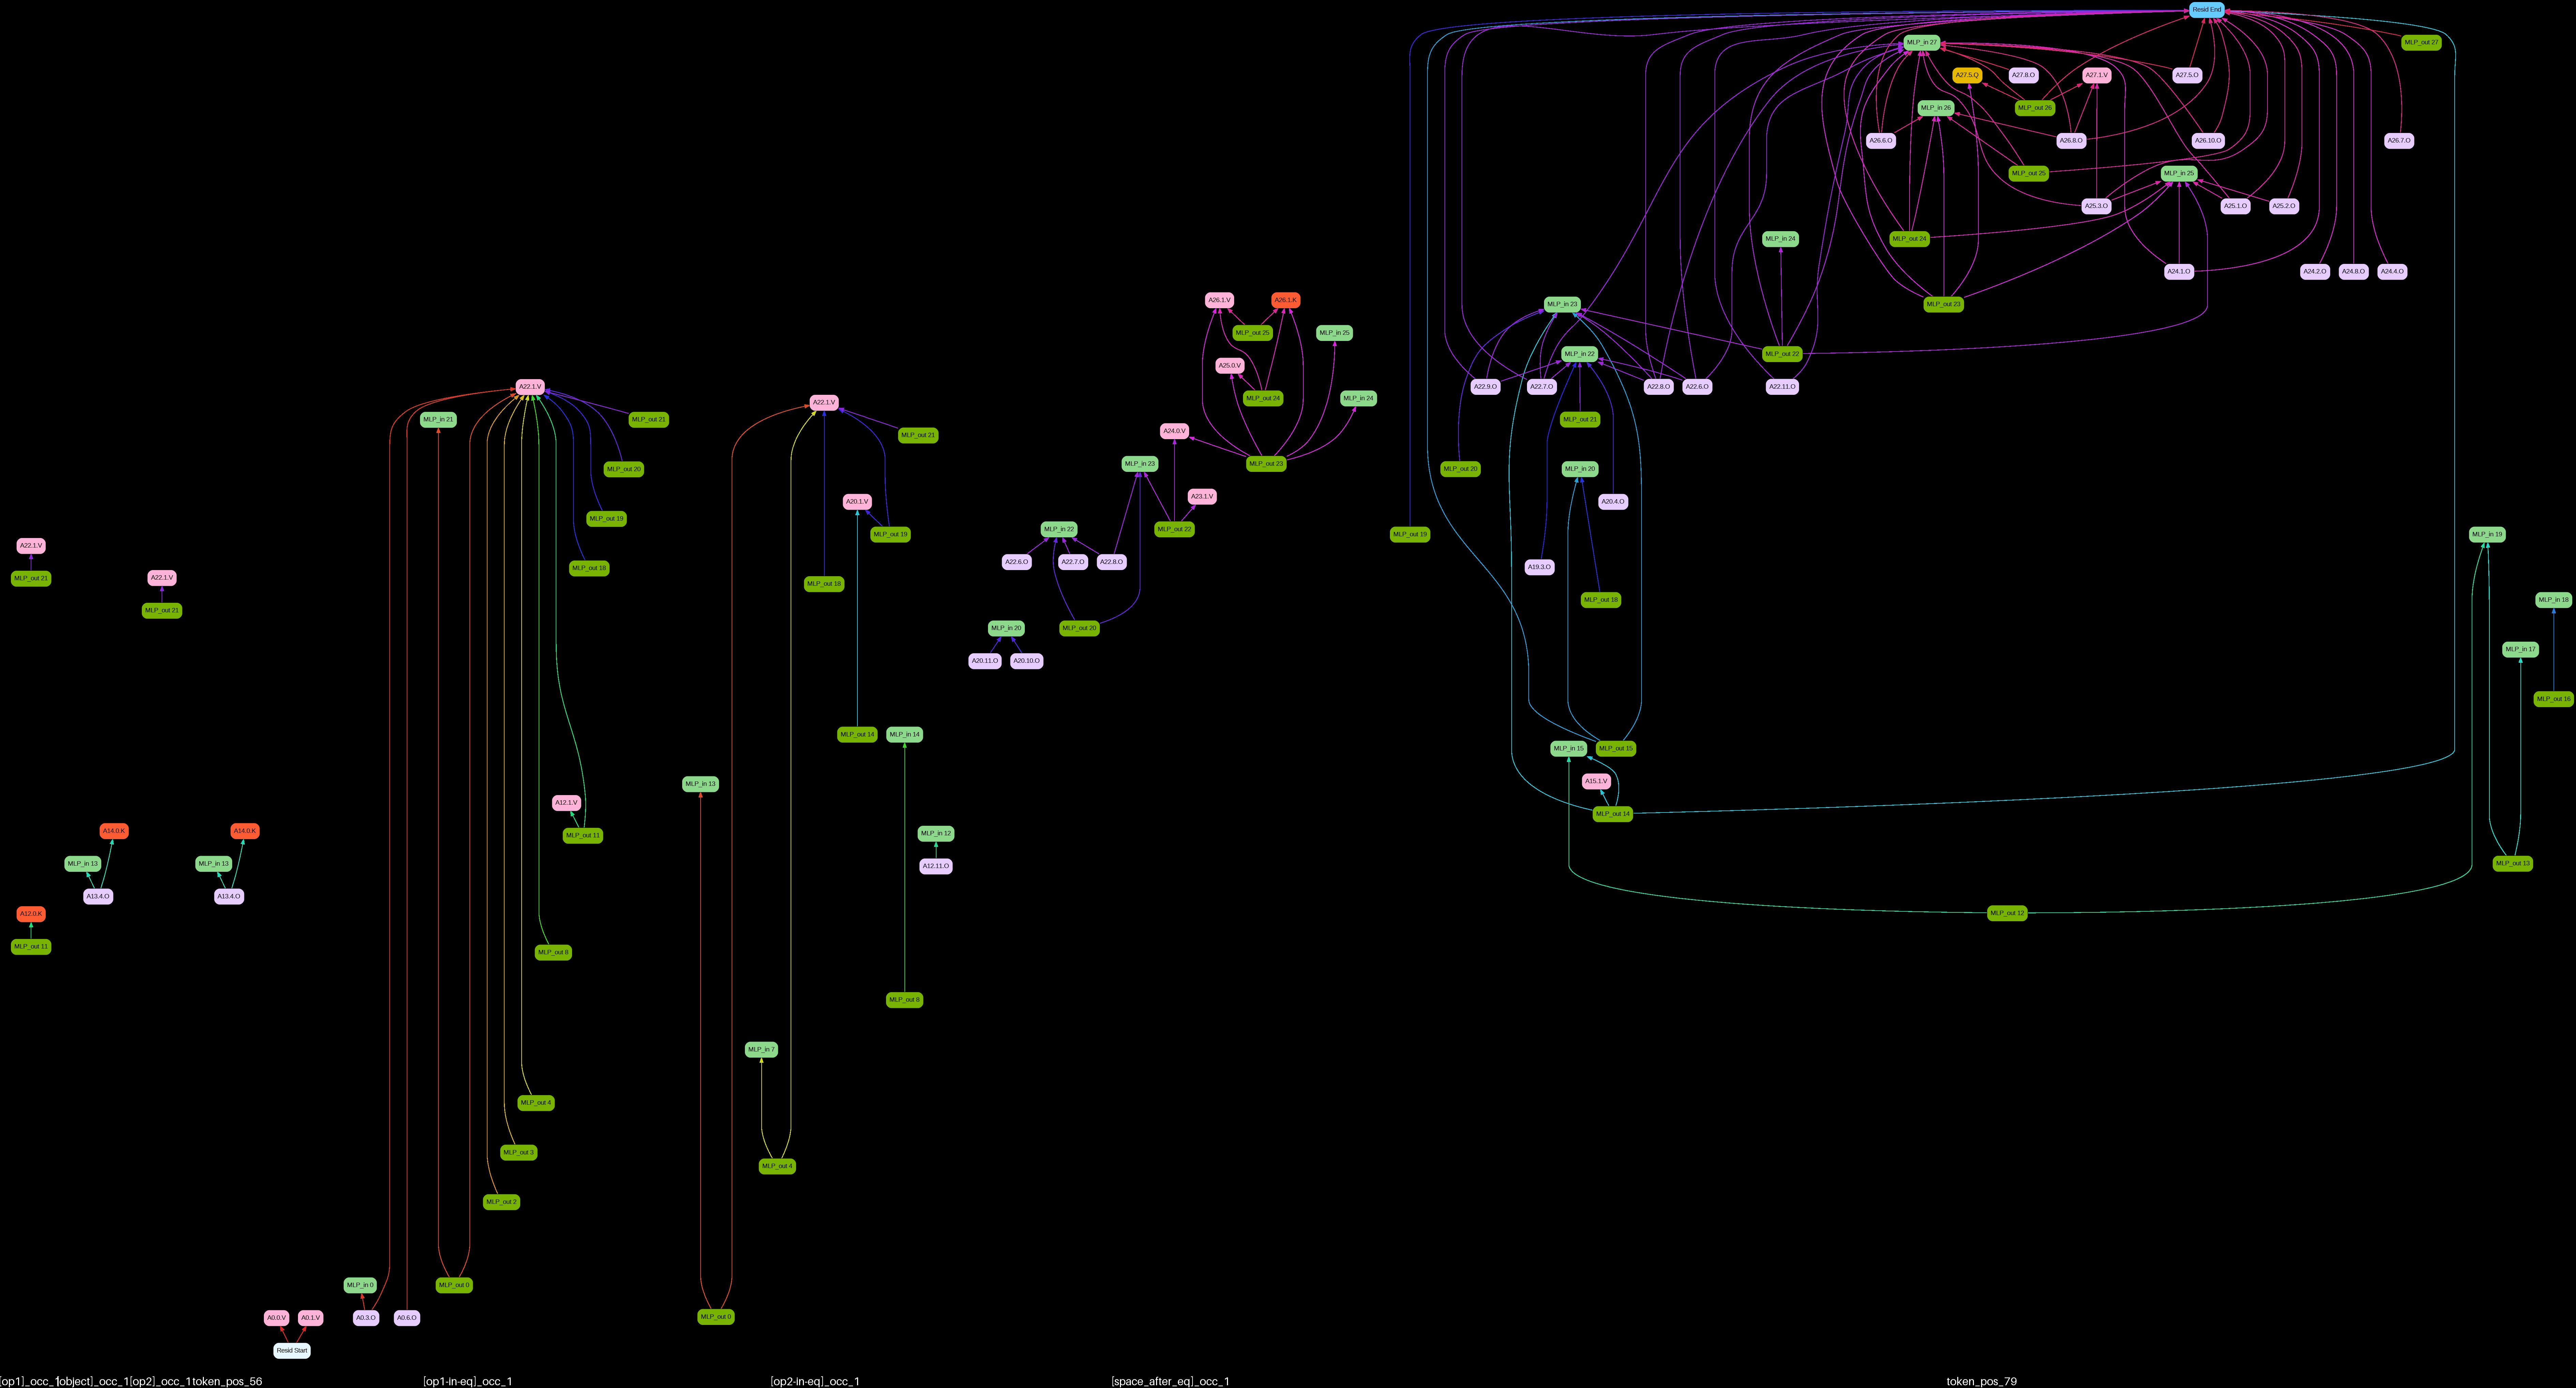 Resid End
MLP_in 27
MLP_out 27
A27.5.Q
A27.8.O
A27.1.V
A27.5.O
MLP_in 26
MLP_out 26
A26.6.O
A26.8.O
A26.10.O
A26.7.O
MLP_out 25
MLP_in 25
A25.3.O
A25.1.O
A25.2.O
MLP_in 24
MLP_out 24
A24.1.O
A24.2.O
A24.8.O
A24.4.O
A26.1.V
A26.1.K
MLP_in 23
MLP_out 23
MLP_out 25
MLP_in 25
MLP_in 22
MLP_out 22
A25.0.V
A22.1.V
A22.9.O
A22.7.O
A22.8.O
A22.6.O
A22.11.O
MLP_out 24
MLP_in 24
A22.1.V
MLP_in 21
MLP_out 21
MLP_out 21
A24.0.V
MLP_out 21
MLP_in 23
MLP_out 23
MLP_out 20
MLP_out 20
MLP_in 20
A20.1.V
A23.1.V
A20.4.O
MLP_out 19
MLP_out 19
MLP_in 22
MLP_out 22
MLP_out 19
MLP_in 19
A22.1.V
A22.6.O
A22.7.O
A22.8.O
A19.3.O
MLP_out 18
MLP_out 21
A22.1.V
MLP_out 18
MLP_out 18
MLP_in 18
MLP_out 21
MLP_in 20
MLP_out 20
MLP_in 17
A20.11.O
A20.10.O
MLP_out 16
MLP_out 14
MLP_in 14
MLP_in 15
MLP_out 15
MLP_in 13
A15.1.V
A12.1.V
MLP_out 14
A14.0.K
A14.0.K
MLP_out 11
MLP_in 12
MLP_in 13
MLP_in 13
A12.11.O
MLP_out 13
A13.4.O
A13.4.O
A12.0.K
MLP_out 12
MLP_out 11
MLP_out 8
MLP_out 8
MLP_in 7
MLP_out 4
MLP_out 3
MLP_out 4
MLP_out 2
MLP_in 0
MLP_out 0
A0.0.V
A0.1.V
A0.3.O
A0.6.O
MLP_out 0
Resid Start
[op1]_occ_1 [object]_occ_1 [op2]_occ_1 token_pos_56 [op1-in-eq]_occ_1 [op2-in-eq]_occ_1 [space_after_eq]_occ_1 token_pos_79